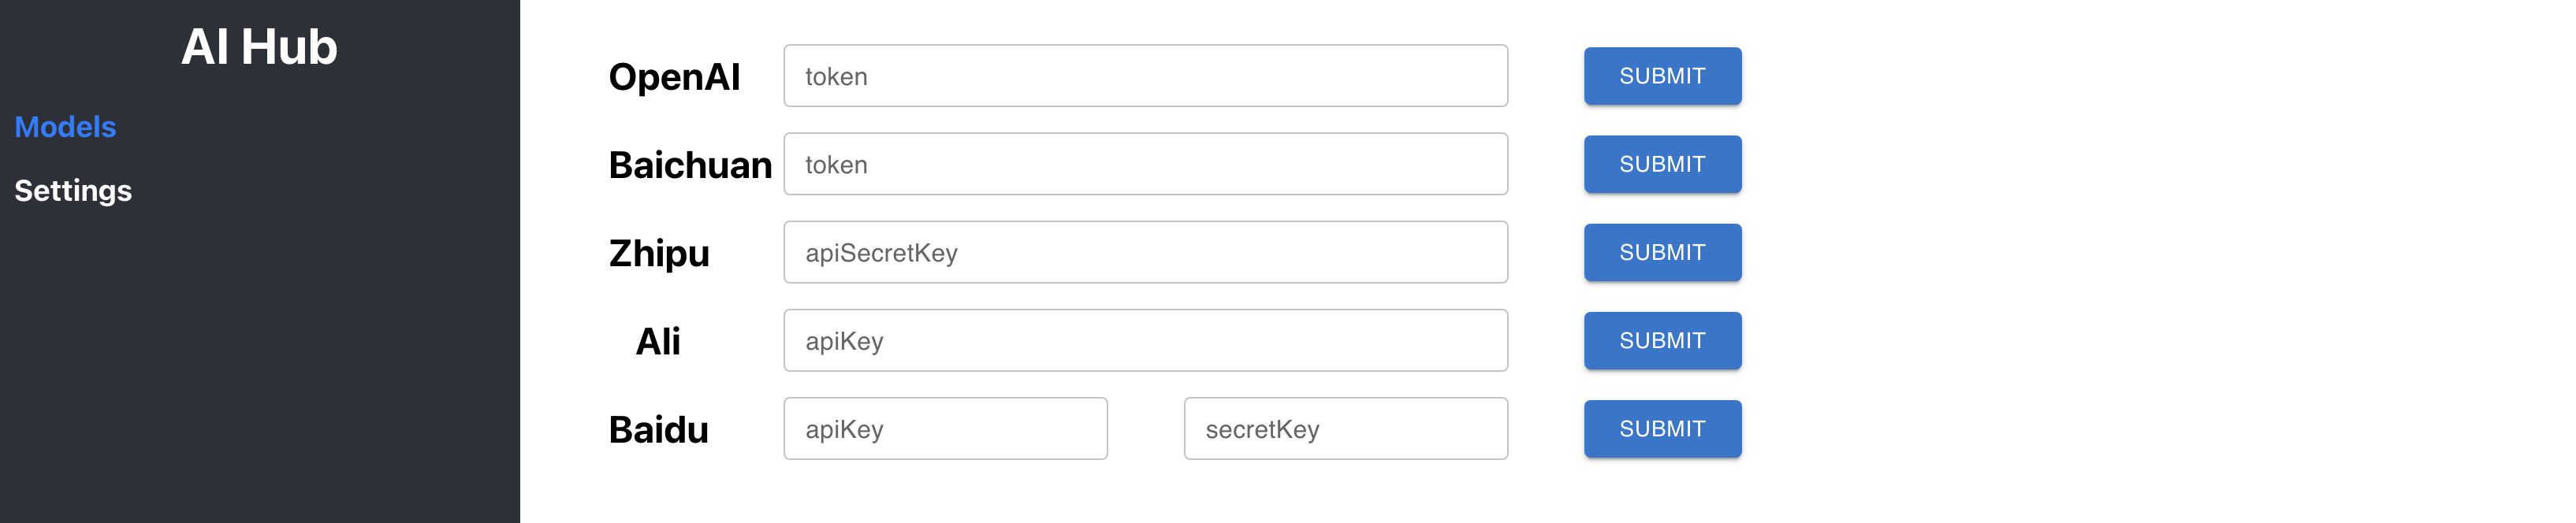 AI Hub
Models
Settings
OpenAI token SUBMIT
Baichuan token SUBMIT
Zhipu apiSecretKey SUBMIT
Ali apiKey SUBMIT
Baidu apiKey secretKey SUBMIT